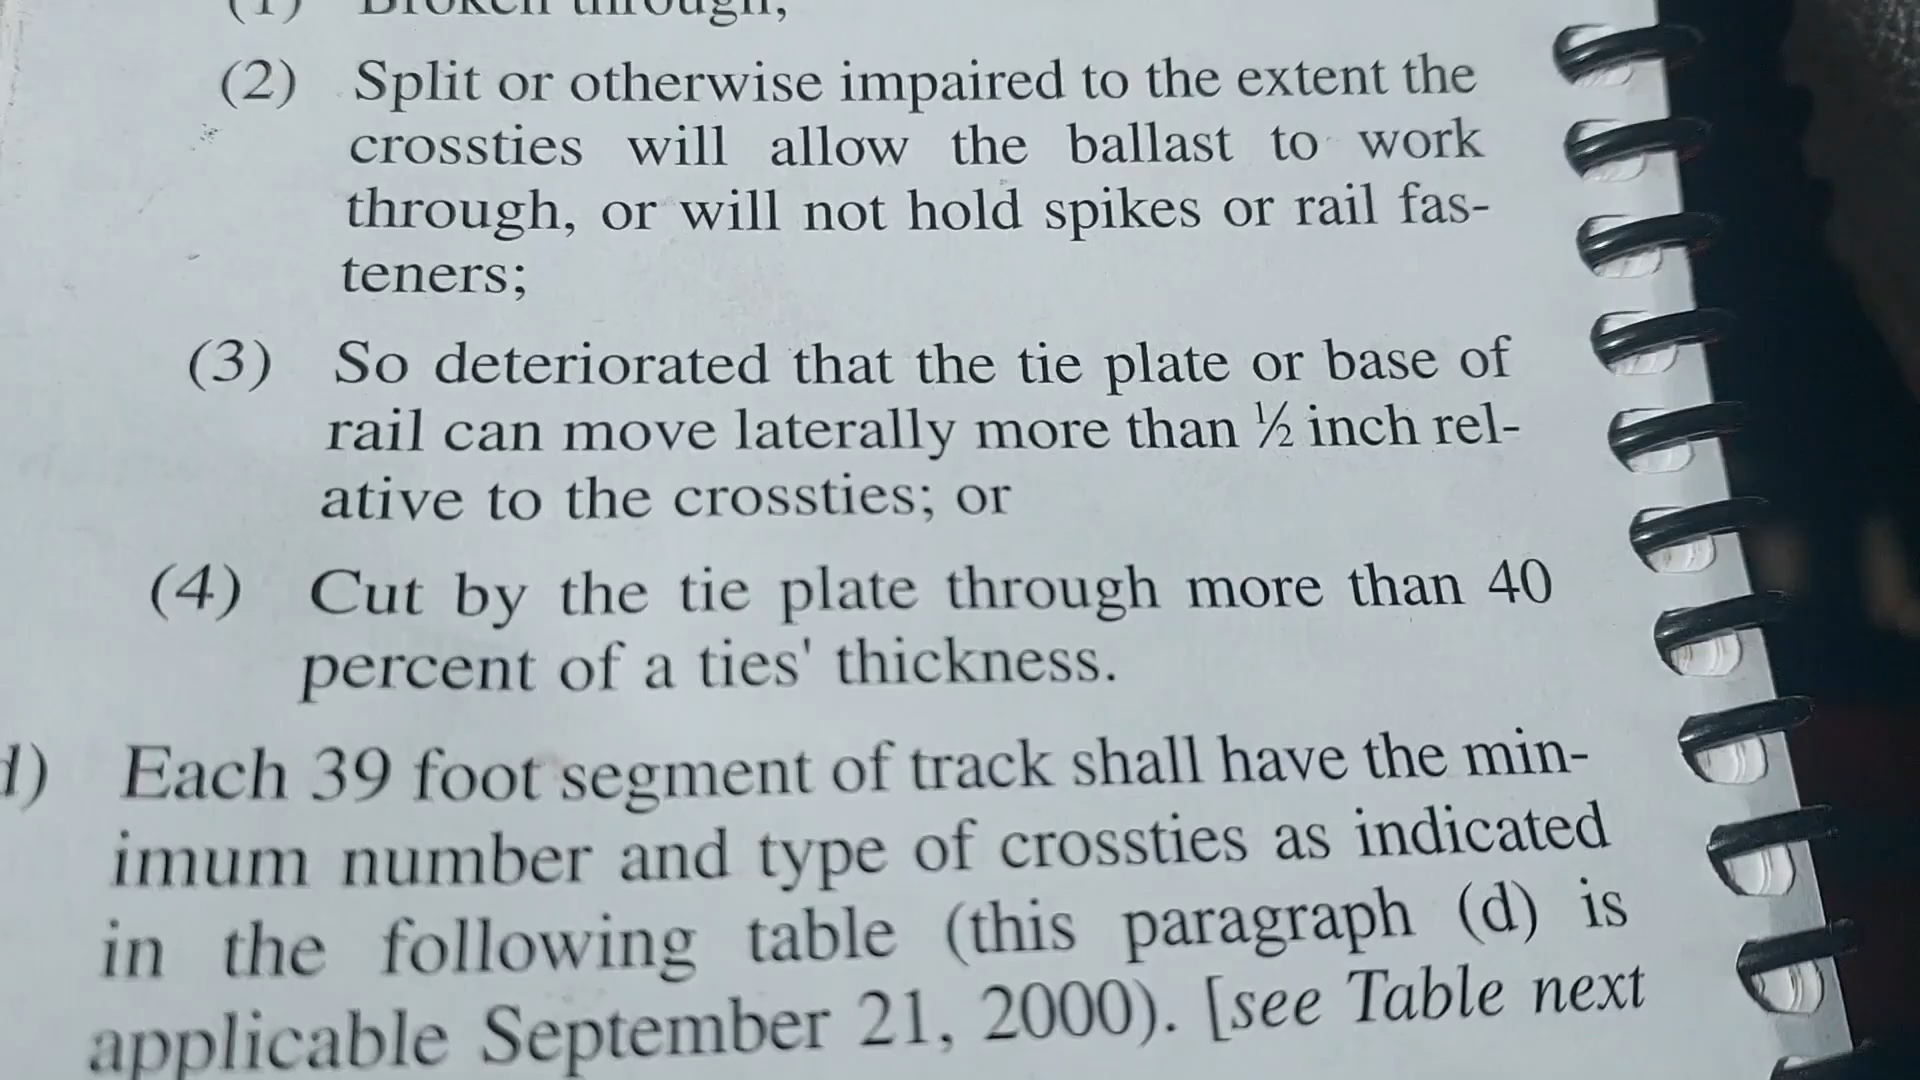 (1) Broken through;
(2) Split or otherwise impaired to the extent the
crossties will allow the ballast to work
through, or will not hold spikes or rail fas-
teners;
(3) So deteriorated that the tie plate or base of
rail can move laterally more than ½ inch rel-
ative to the crossties; or
(4) Cut by the tie plate through more than 40
percent of a ties' thickness.
d) Each 39 foot segment of track shall have the min-
imum number and type of crossties as indicated
in the following table (this paragraph (d) is
applicable September 21, 2000). [see Table next